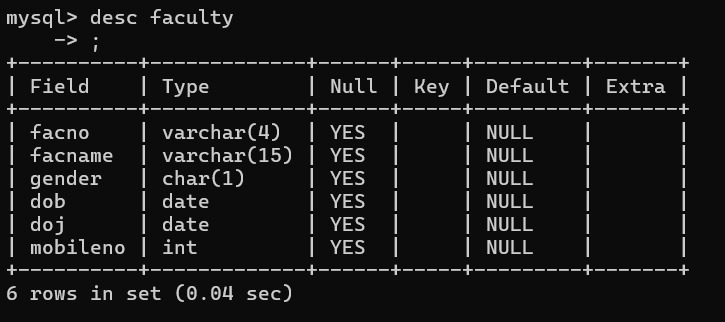 mysql> desc faculty
    -> ;
+----------+-------------+------+-----+---------+-------+
| Field    | Type        | Null | Key | Default | Extra |
+----------+-------------+------+-----+---------+-------+
| facno    | varchar(4)  | YES  |     | NULL    |       |
| facname  | varchar(15) | YES  |     | NULL    |       |
| gender   | char(1)     | YES  |     | NULL    |       |
| dob      | date        | YES  |     | NULL    |       |
| doj      | date        | YES  |     | NULL    |       |
| mobileno | int         | YES  |     | NULL    |       |
+----------+-------------+------+-----+---------+-------+
6 rows in set (0.04 sec)